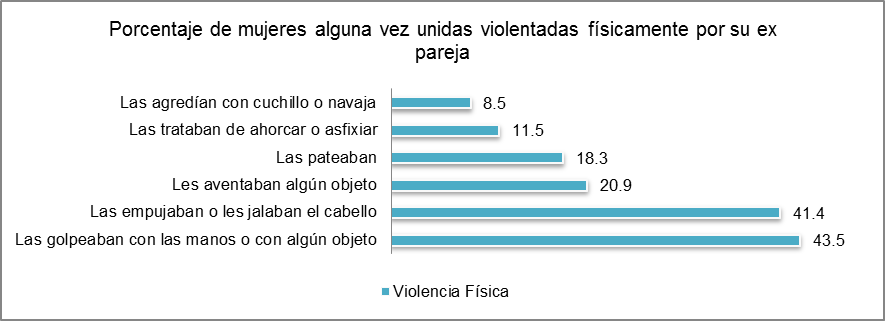 Porcentaje de mujeres alguna vez unidas violentadas físicamente por su ex
pareja
Las agredían con cuchillo o navaja 8.5
Las trataban de ahorcar o asfixiar 11.5
Las pateaban 18.3
Les aventaban algún objeto 20.9
Las empujaban o les jalaban el cabello 41.4
Las golpeaban con las manos o con algún objeto 43.5
Violencia Física